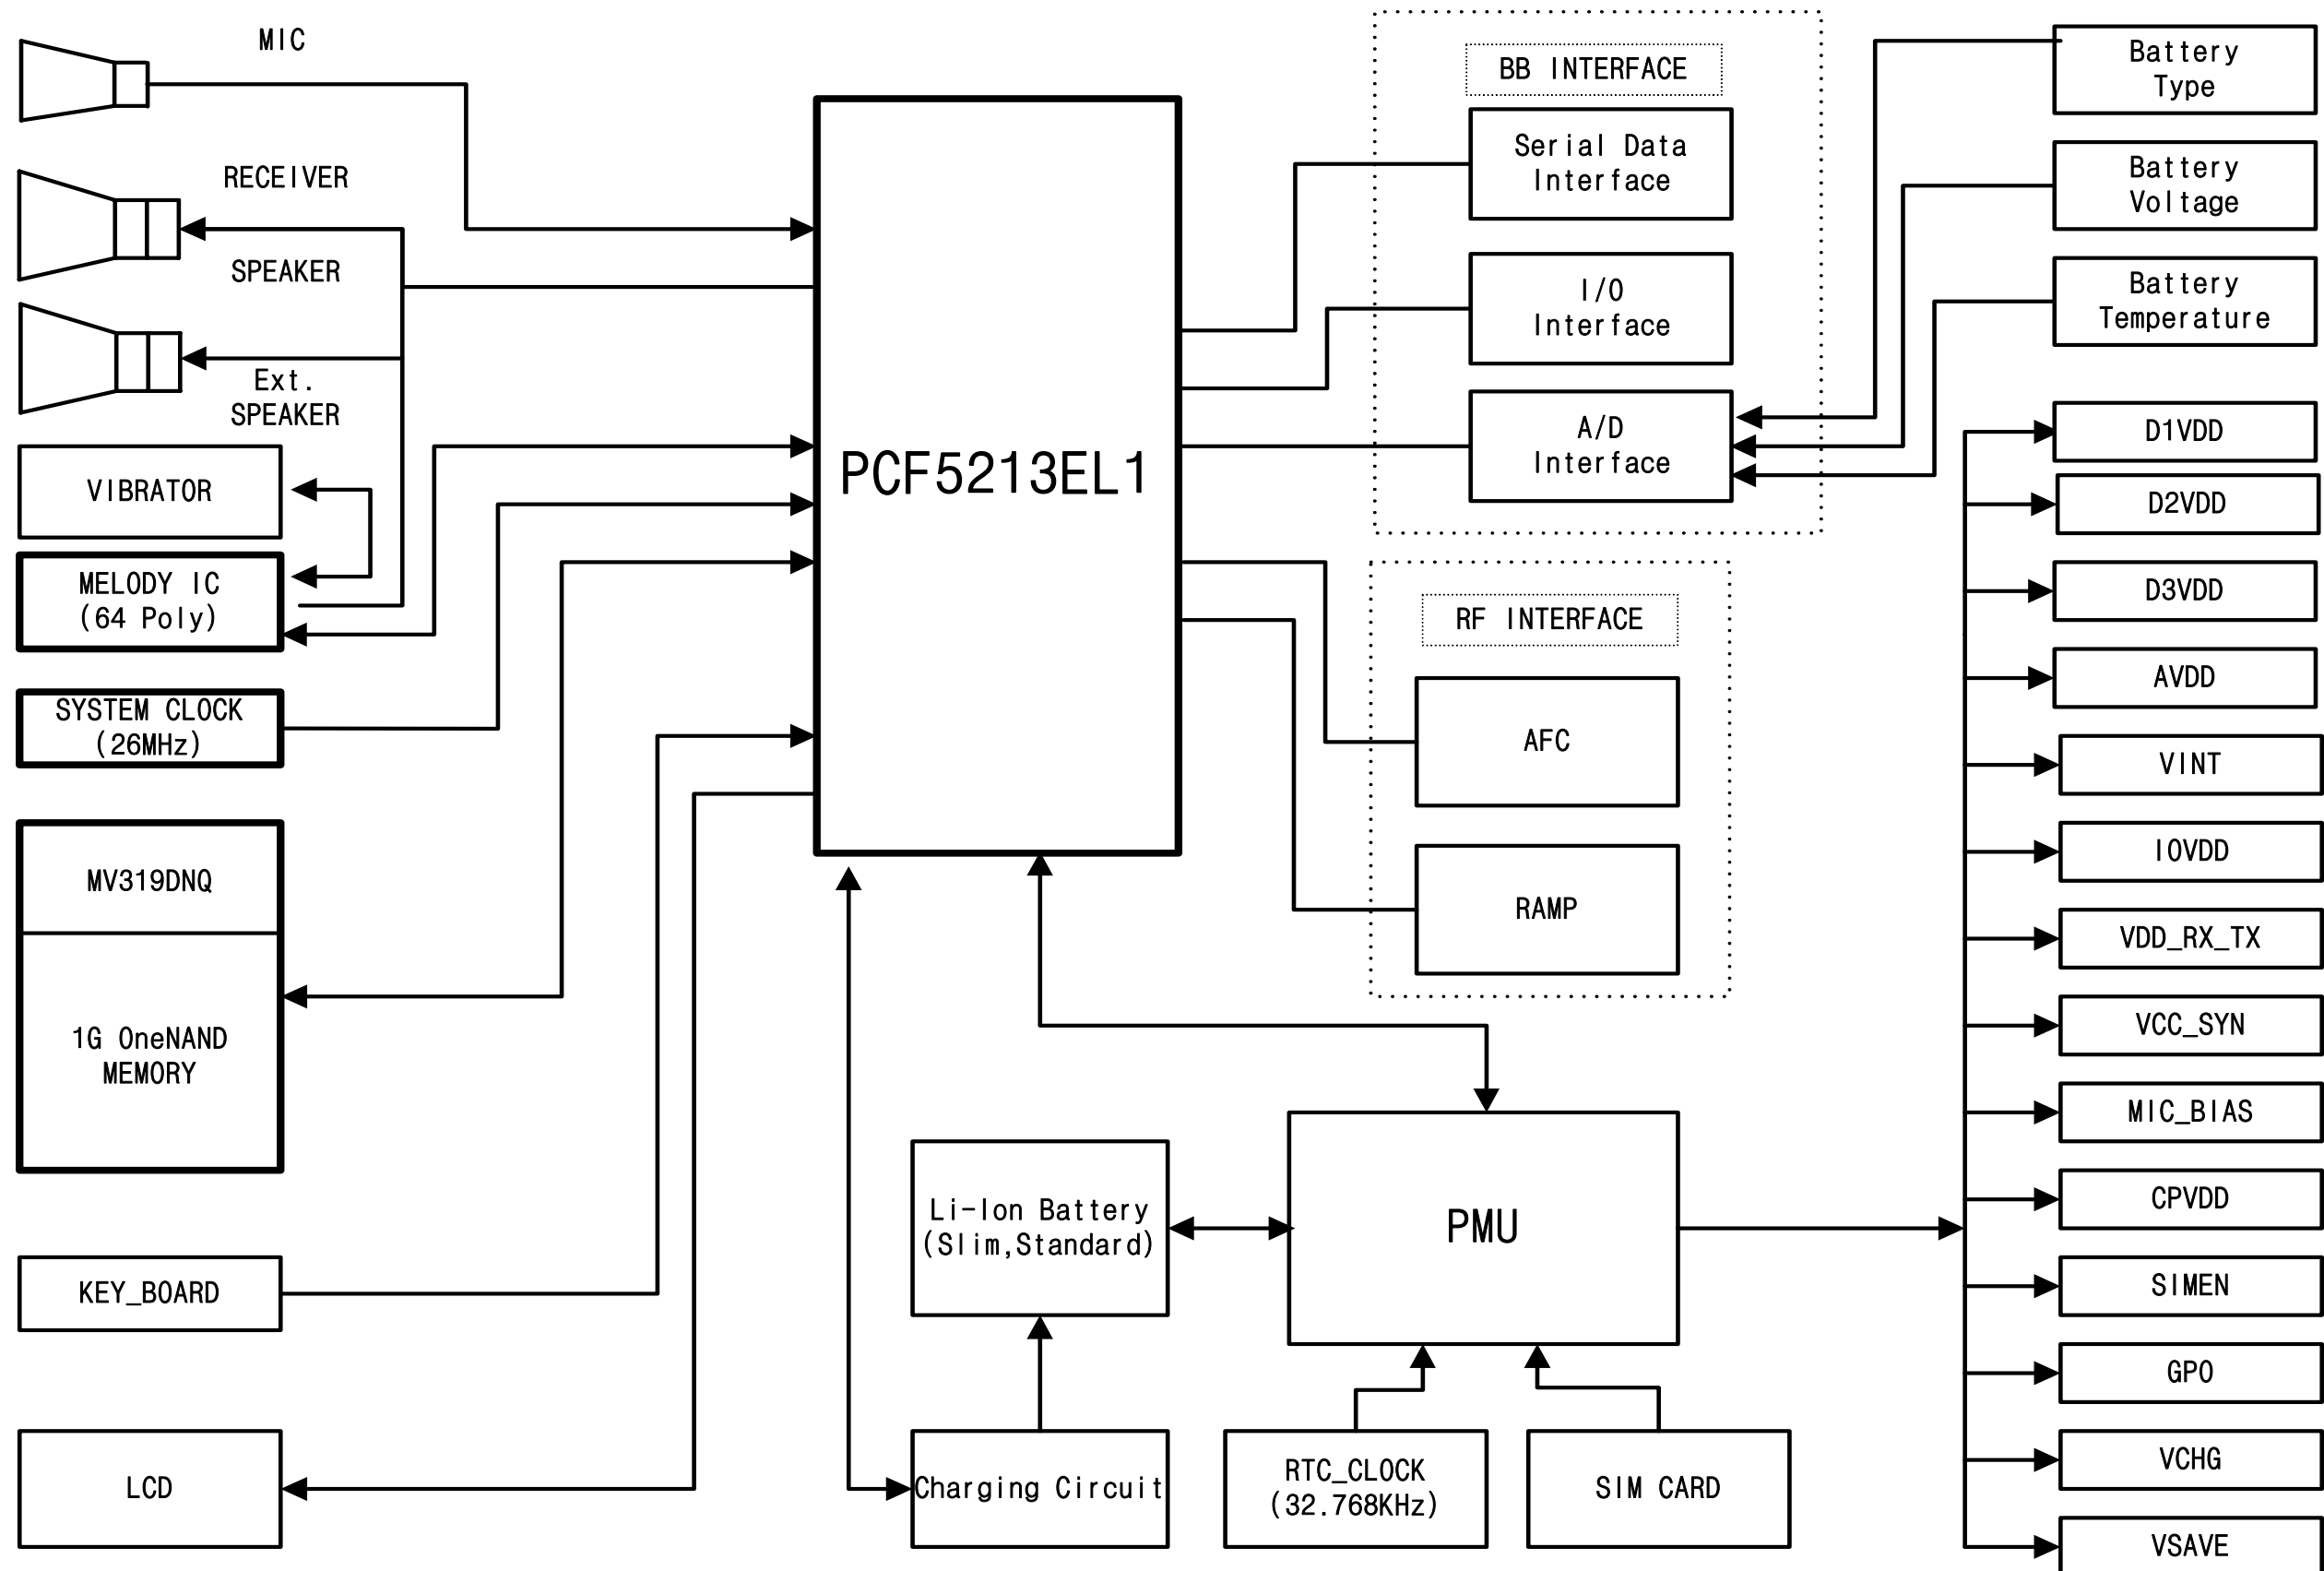 MIC
RECEIVER
SPEAKER
Ext.
SPEAKER
VIBRATOR
MELODY IC
(64 Poly)
SYSTEM CLOCK
(26MHz)
MV319DNQ
1G OneNAND
MEMORY
KEY_BOARD
LCD
PCF5213EL1
BB INTERFACE
Serial Data
Interface
I/O
Interface
A/D
Interface
RF INTERFACE
AFC
RAMP
Li-Ion Battery
(Slim,Standard)
PMU
Charging Circuit
RTC_CLOCK
(32.768KHz)
SIM CARD
Battery
Type
Battery
Voltage
Battery
Temperature
D1VDD
D2VDD
D3VDD
AVDD
VINT
IOVDD
VDD_RX_TX
VCC_SYN
MIC_BIAS
CPVDD
SIMEN
GPO
VCHG
VSAVE